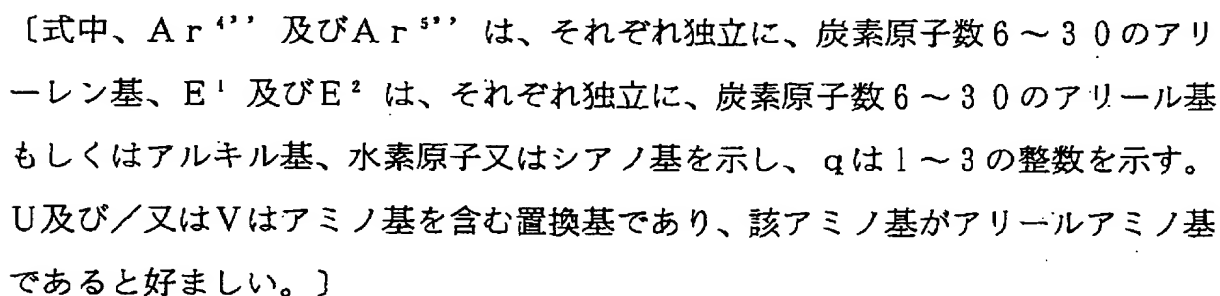 〔式中、Ａｒ⁴’’ 及びＡｒ⁵’’ は、それぞれ独立に、炭素原子数６～３０のアリ
ーレン基、Ｅ¹ 及びＥ² は、それぞれ独立に、炭素原子数６～３０のアリール基
もしくはアルキル基、水素原子又はシアノ基を示し、ｑは１～３の整数を示す。
Ｕ及び／又はＶはアミノ基を含む置換基であり、該アミノ基がアリールアミノ基
であると好ましい。〕